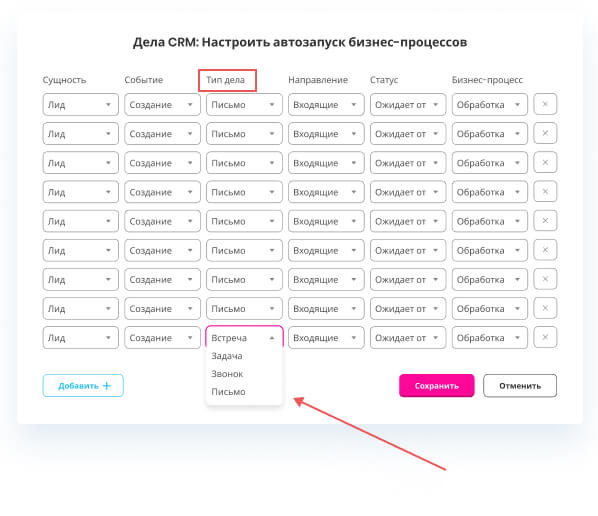 Дела CRM: Настроить автозапуск бизнес-процессов
Сущность Событие Тип дела Направление Статус Бизнес-процесс
Лид Создание Письмо Входящие Ожидает от Обработка
Лид Создание Письмо Входящие Ожидает от Обработка
Лид Создание Письмо Входящие Ожидает от Обработка
Лид Создание Письмо Входящие Ожидает от Обработка
Лид Создание Письмо Входящие Ожидает от Обработка
Лид Создание Письмо Входящие Ожидает от Обработка
Лид Создание Письмо Входящие Ожидает от Обработка
Лид Создание Письмо Входящие Ожидает от Обработка
Лид Создание Встреча Входящие Ожидает от Обработка
Задача
Звонок
Письмо
Добавить + Сохранить Отменить